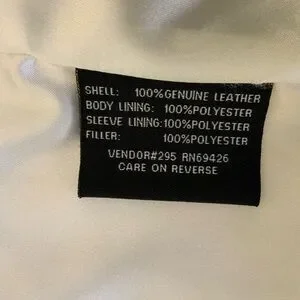 SHELL: 100%GENUINE LEATHER
BODY LINING: 100%POLYESTER
SLEEVE LINING:100%POLYESTER
FILLER: 100%POLYESTER
VENDOR#295 RN69426
CARE ON REVERSE